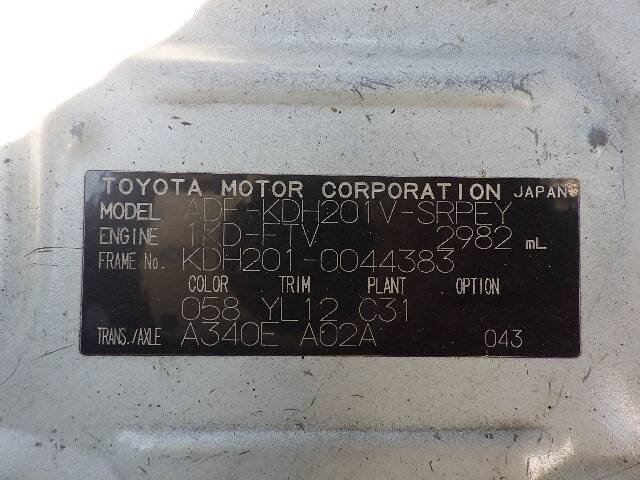 TOYOTA MOTOR CORPORATION JAPAN
MODEL ADF-KDH201V-SRPEY
ENGINE 1KD-FTV 2982 mL
FRAME No. KDH201-0044383
COLOR TRIM PLANT OPTION
058 YL12 C31
TRANS./AXLE A340E A02A 043